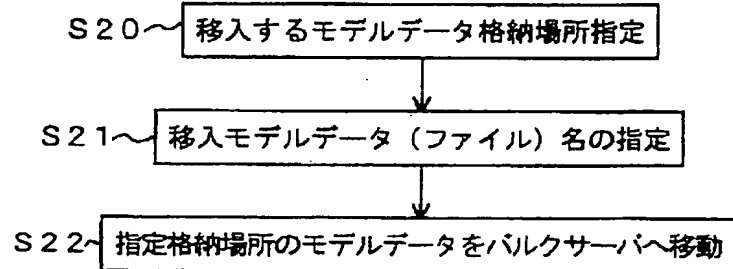 S20 移入するモデルデータ格納場所指定
S21 移入モデルデータ（ファイル）名の指定
S22 指定格納場所のモデルデータをバルクサーバへ移動